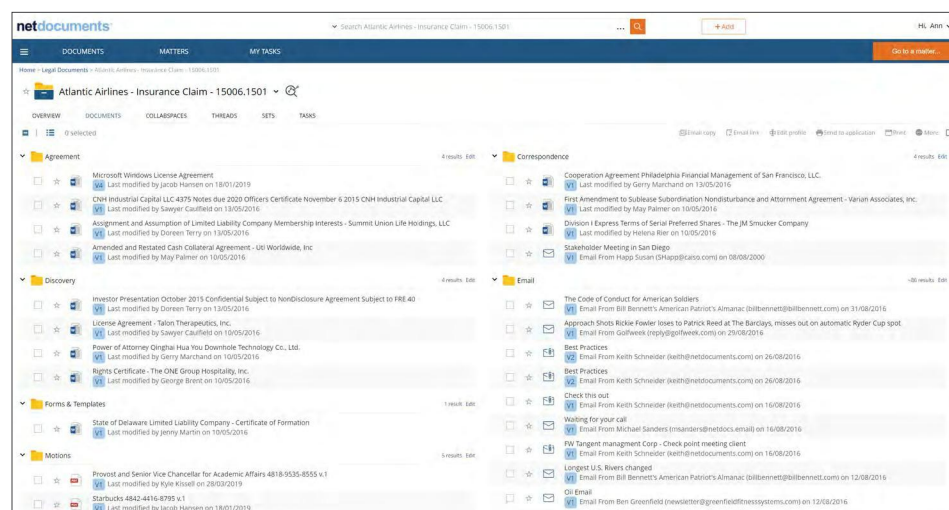 netdocuments
Search Atlantic Airlines - Insurance Claim - 15006.1501
...
+ Add
Hi, Ann
DOCUMENTS
MATTERS
MY TASKS
Go to a matter...
Home > Legal Documents > Atlantic Airlines - Insurance Claim - 15006.1501
Atlantic Airlines - Insurance Claim - 15006.1501
OVERVIEW
DOCUMENTS
COLLABSPACES
THREADS
SETS
TASKS
0 selected
Email copy
Email link
Edit profile
Send to application
Print
More
Agreement
4 results Edit
Microsoft Windows License Agreement
V4 Last modified by Jacob Hansen on 18/01/2019
CNH Industrial Capital LLC 4375 Notes due 2020 Officers Certificate November 6 2015 CNH Industrial Capital LLC
V1 Last modified by Sawyer Caulfield on 13/05/2016
Assignment and Assumption of Limited Liability Company Membership Interests - Summit Union Life Holdings, LLC
V1 Last modified by Doreen Terry on 13/05/2016
Amended and Restated Cash Collateral Agreement - Uti Worldwide, Inc
V1 Last modified by May Palmer on 10/05/2016
Discovery
4 results Edit
Investor Presentation October 2015 Confidential Subject to NonDisclosure Agreement Subject to FRE 40
V1 Last modified by Doreen Terry on 13/05/2016
License Agreement - Talon Therapeutics, Inc.
V1 Last modified by Sawyer Caulfield on 10/05/2016
Power of Attorney Qinghai Hua You Downhole Technology Co., Ltd.
V1 Last modified by Gerry Marchand on 10/05/2016
Rights Certificate - The ONE Group Hospitality, Inc.
V1 Last modified by George Brent on 10/05/2016
Forms & Templates
1 result Edit
State of Delaware Limited Liability Company - Certificate of Formation
V1 Last modified by Jenny Martin on 10/05/2016
Motions
5 results Edit
Provost and Senior Vice Chancellor for Academic Affairs 4818-9535-8555 v.1
V1 Last modified by Kyle Kissell on 28/03/2019
Starbucks 4842-4416-8795 v.1
V1 Last modified by Jacob Hansen on 18/01/2019
Correspondence
4 results Edit
Cooperation Agreement Philadelphia Financial Management of San Francisco, LLC.
V1 Last modified by Gerry Marchand on 13/05/2016
First Amendment to Sublease Subordination Nondisturbance and Attornment Agreement - Varian Associates, Inc.
V1 Last modified by May Palmer on 10/05/2016
Division I Express Terms of Serial Preferred Shares - The JM Smucker Company
V1 Last modified by Helena Rier on 10/05/2016
Stakeholder Meeting in San Diego
V1 Email From Happ Susan (SHapp@caiso.com) on 08/08/2000
Email
results Edit
The Code of Conduct for American Soldiers
V1 Email From Bill Bennett's American Patriot's Almanac (billbennett@billbennett.com) on 31/08/2016
Approach Shots Rickie Fowler loses to Patrick Reed at The Barclays, misses out on automatic Ryder Cup spot
V1 Email From Golfweek (reply@golfweek.com) on 29/08/2016
Best Practices
V2 Email From Keith Schneider (keith@netdocuments.com) on 26/08/2016
Best Practices
V2 Email From Keith Schneider (keith@netdocuments.com) on 26/08/2016
Check this out
V1 Email From Keith Schneider (keith@netdocuments.com) on 16/08/2016
Waiting for your call
V1 Email From Michael Sanders (msanders@netdocs.email) on 16/08/2016
FW Tangent managment Corp - Check point meeting client
V1 Email From Keith Schneider (keith@netdocuments.com) on 16/08/2016
Longest U.S. Rivers changed
V1 Email From Bill Bennett's American Patriot's Almanac (billbennett@billbennett.com) on 12/08/2016
Oil Email
V1 Email From Ben Greenfield (newsletter@greenfieldfitnesssystems.com) on 12/08/2016